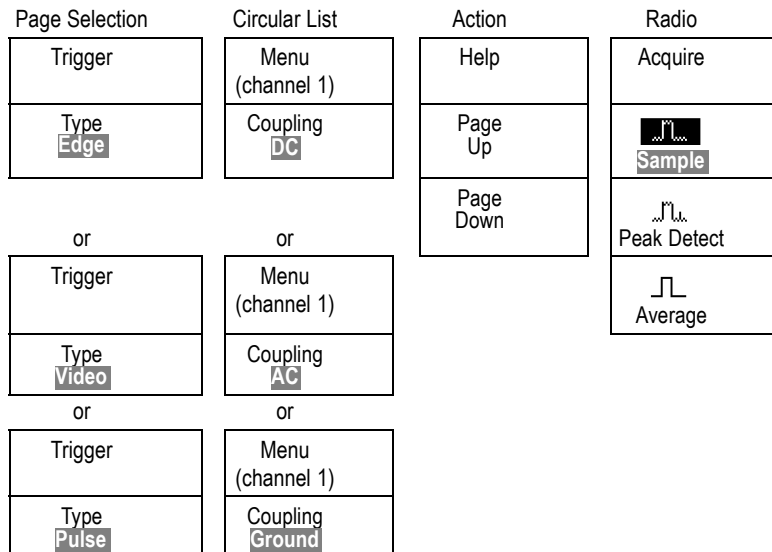 Page Selection
Trigger
Type
Edge
or
Trigger
Type
Video
or
Trigger
Type
Pulse
Circular List
Menu
(channel 1)
Coupling
DC
or
Menu
(channel 1)
Coupling
AC
or
Menu
(channel 1)
Coupling
Ground
Action
Help
Page
Up
Page
Down
Radio
Acquire
Sample
Peak Detect
Average